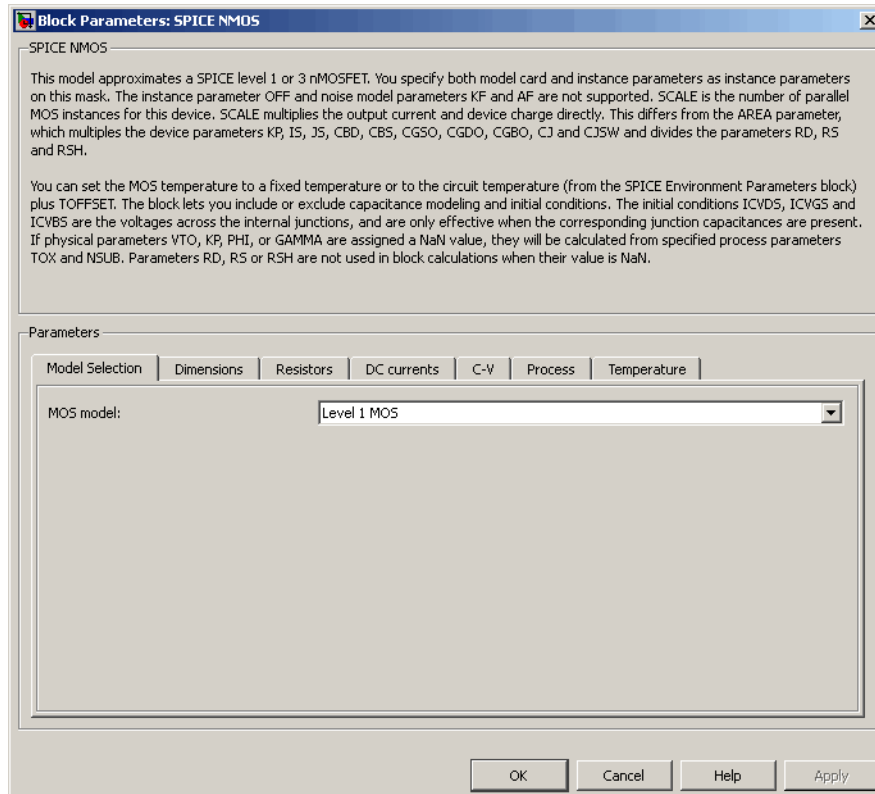 Block Parameters: SPICE NMOS
SPICE NMOS
This model approximates a SPICE level 1 or 3 nMOSFET. You specify both model card and instance parameters as instance parameters
on this mask. The instance parameter OFF and noise model parameters KF and AF are not supported. SCALE is the number of parallel
MOS instances for this device. SCALE multiplies the output current and device charge directly. This differs from the AREA parameter,
which multiples the device parameters KP, IS, JS, CBD, CBS, CGSO, CGDO, CGBO, CJ and CJSW and divides the parameters RD, RS
and RSH.
You can set the MOS temperature to a fixed temperature or to the circuit temperature (from the SPICE Environment Parameters block)
plus TOFFSET. The block lets you include or exclude capacitance modeling and initial conditions. The initial conditions ICVDS, ICVGS and
ICVBS are the voltages across the internal junctions, and are only effective when the corresponding junction capacitances are present.
If physical parameters VTO, KP, PHI, or GAMMA are assigned a NaN value, they will be calculated from specified process parameters
TOX and NSUB. Parameters RD, RS or RSH are not used in block calculations when their value is NaN.
Parameters
Model Selection Dimensions Resistors DC currents C-V Process Temperature
MOS model: Level 1 MOS
OK Cancel Help Apply